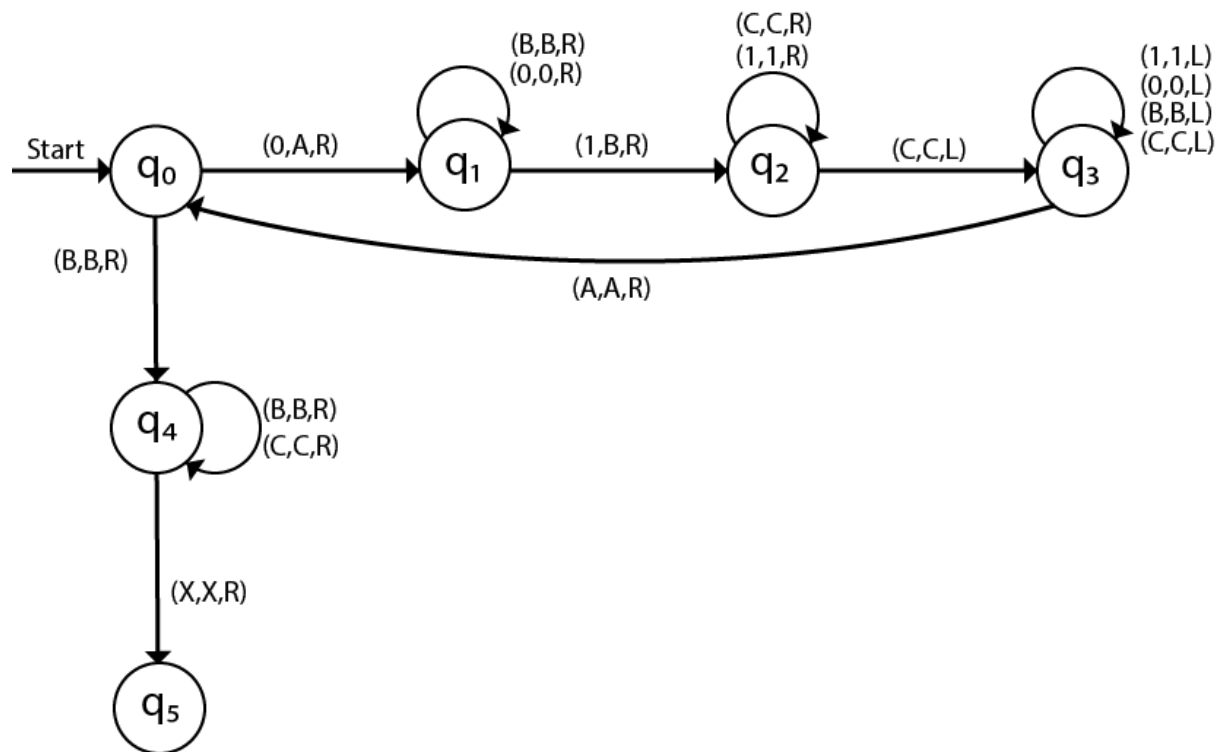 (B,B,R)
(0,0,R)
(C,C,R)
(1,1,R)
(1,1,L)
(0,0,L)
(B,B,L)
(C,C,L)
Start
q0
(0,A,R)
q1
(1,B,R)
q2
(C,C,L)
q3
(B,B,R)
(A,A,R)
q4
(B,B,R)
(C,C,R)
(X,X,R)
q5